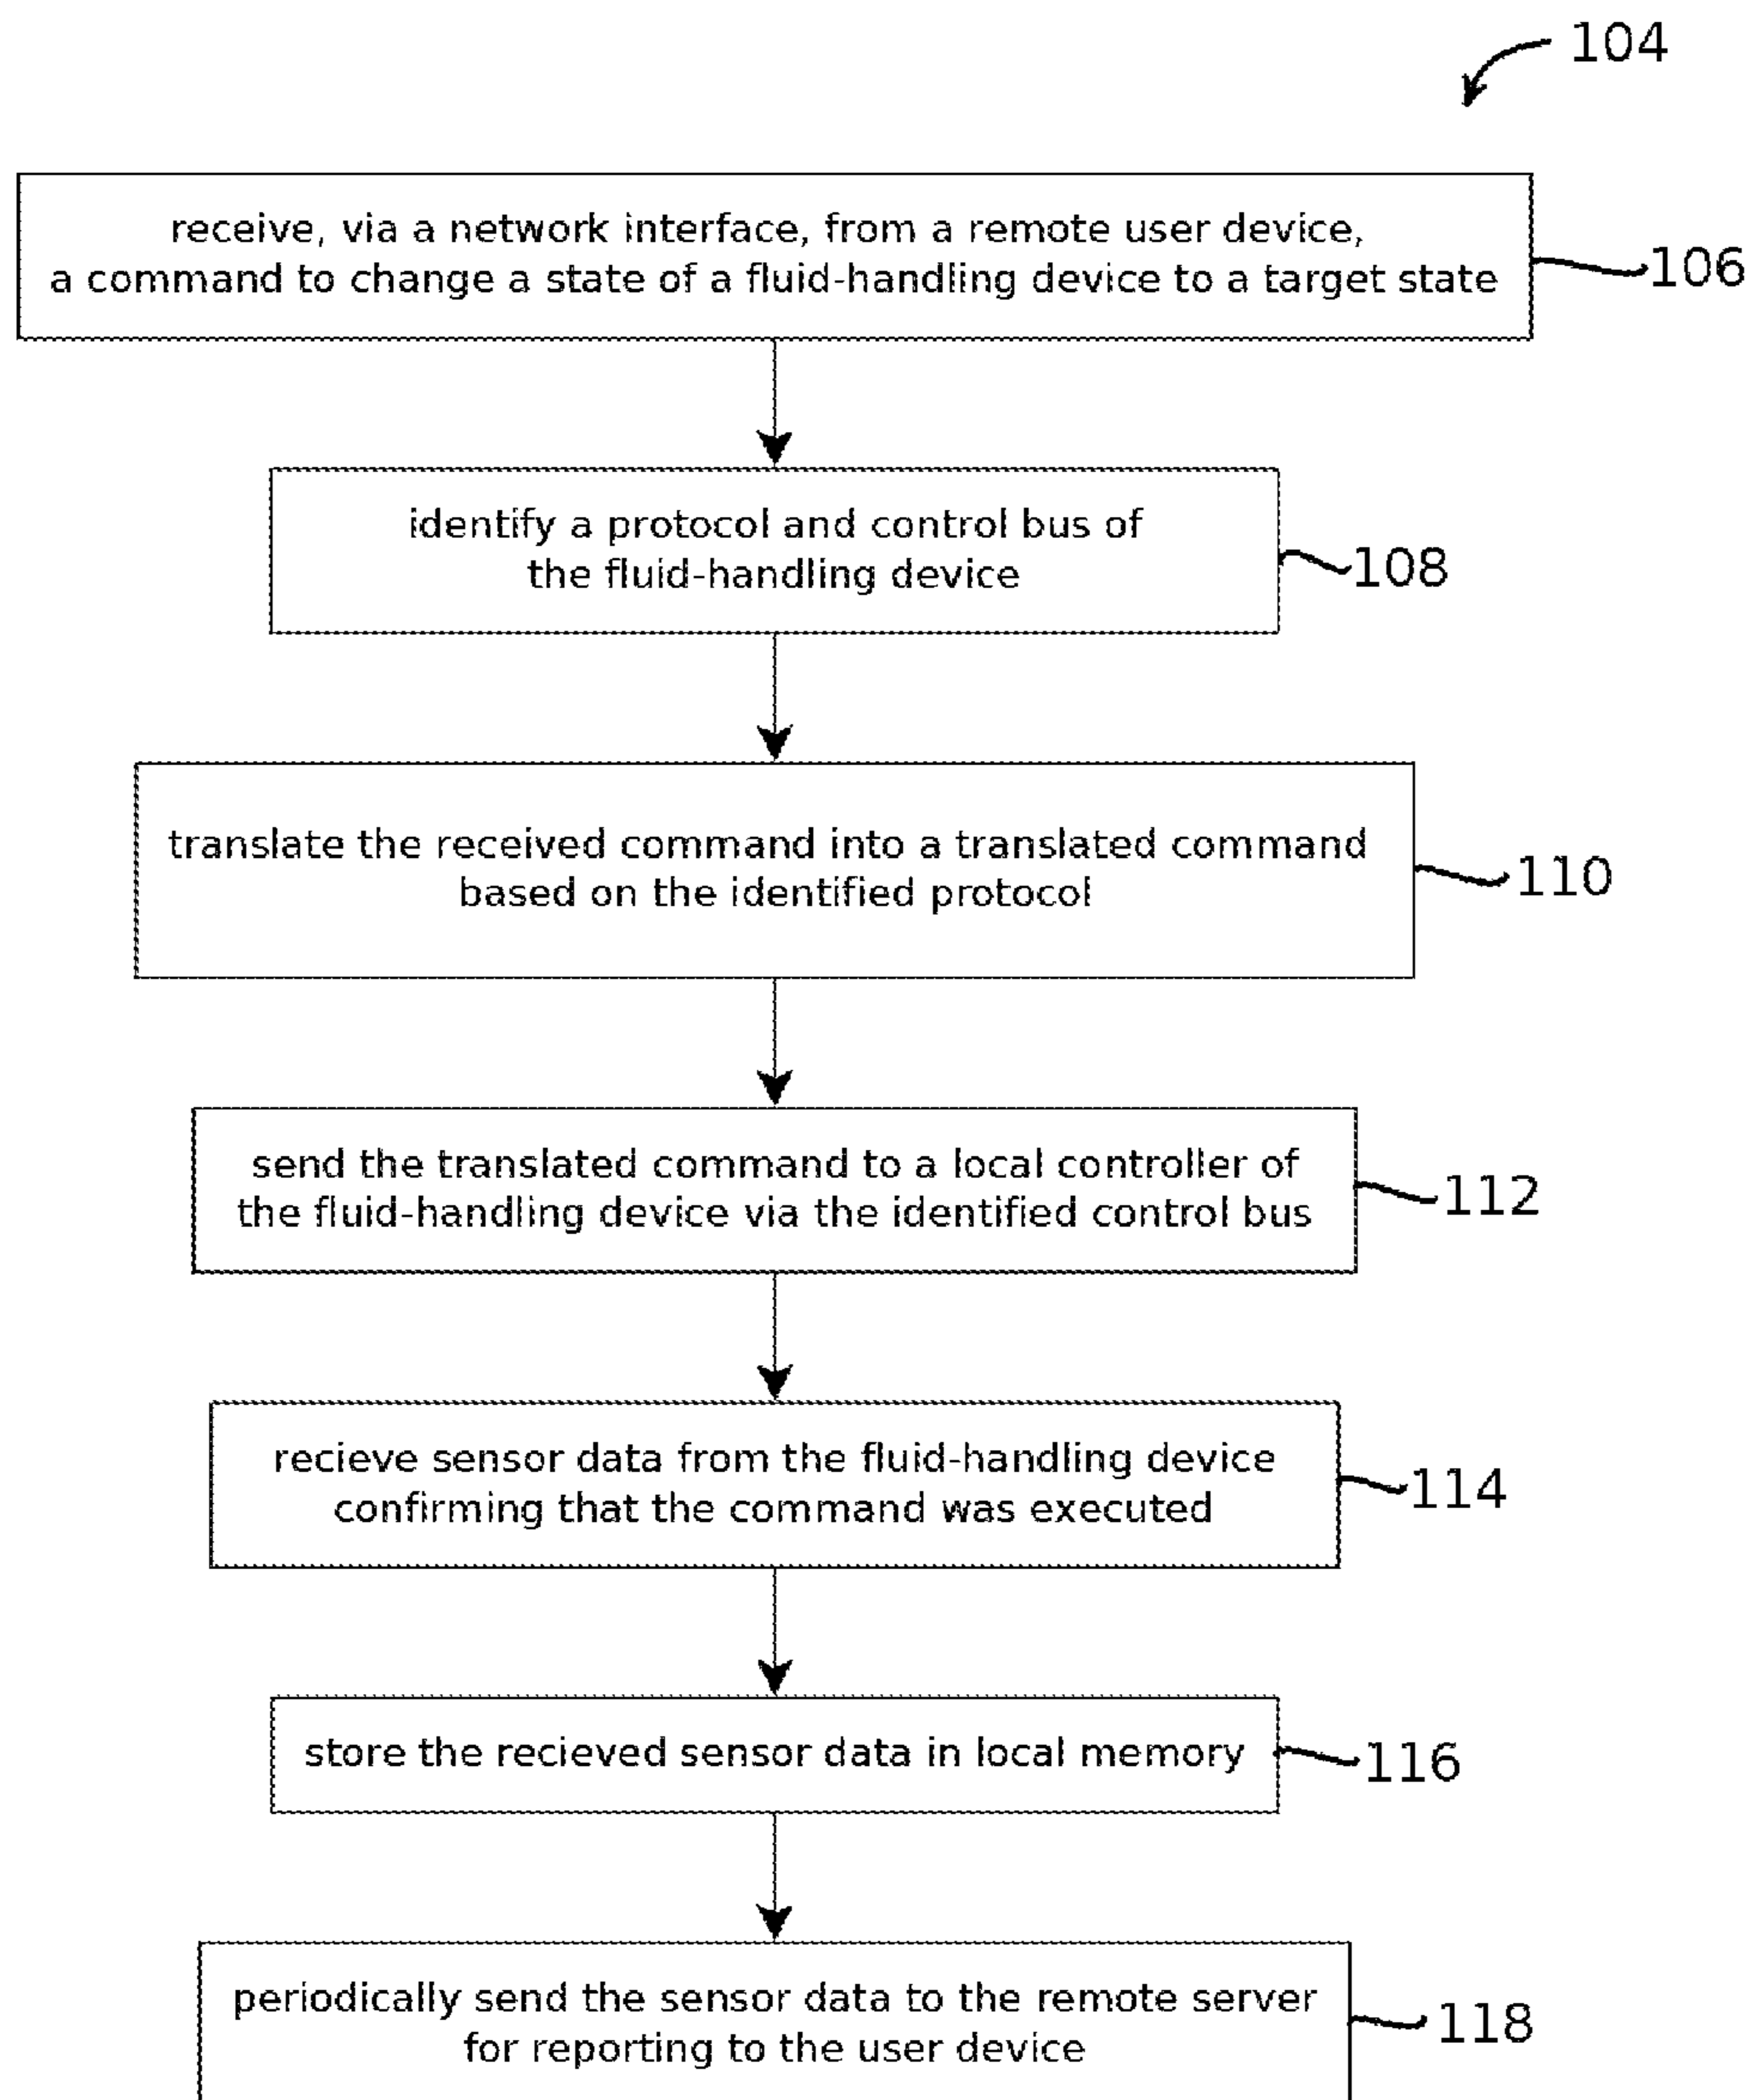 104
receive, via a network interface, from a remote user device,
a command to change a state of a fluid-handling device to a target state
106
identify a protocol and control bus of
the fluid-handling device
108
translate the received command into a translated command
based on the identified protocol
110
send the translated command to a local controller of
the fluid-handling device via the identified control bus
112
recieve sensor data from the fluid-handling device
confirming that the command was executed
114
store the recieved sensor data in local memory
116
periodically send the sensor data to the remote server
for reporting to the user device
118